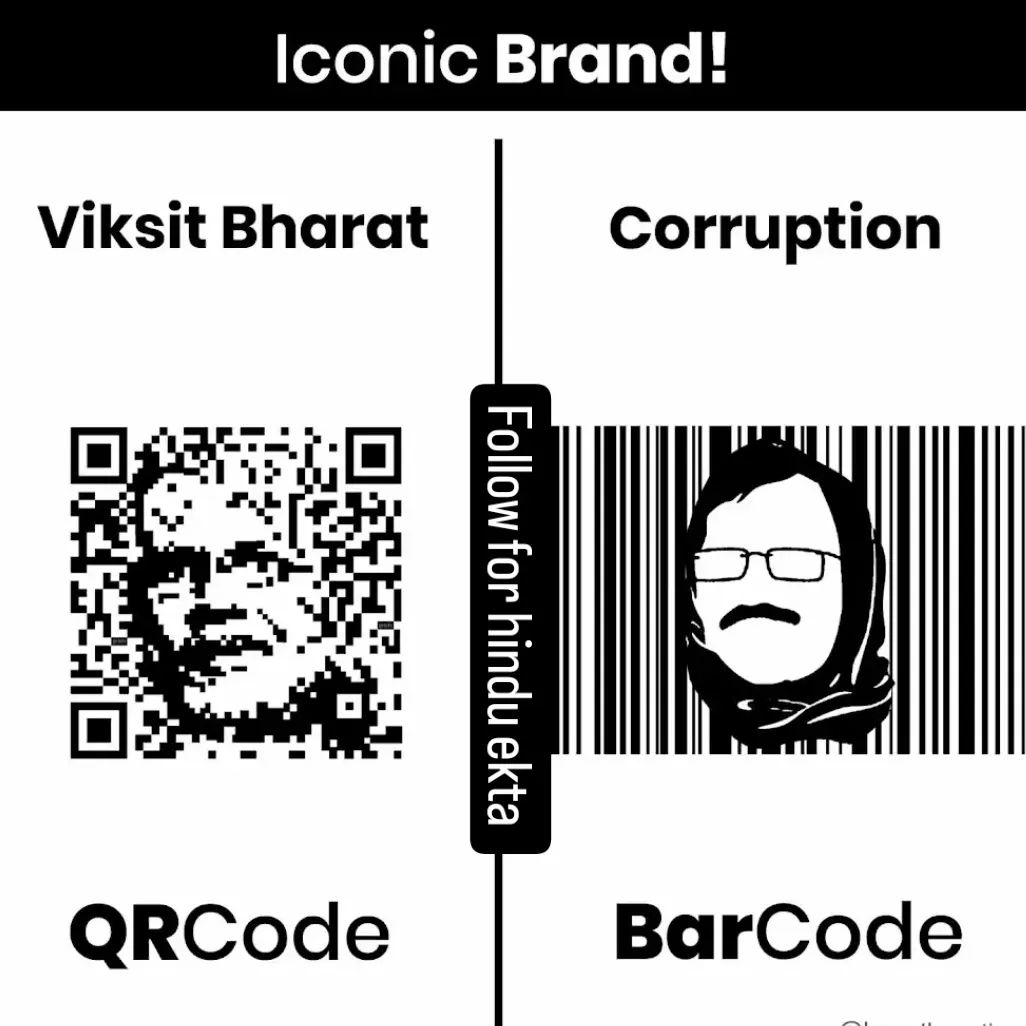 Iconic Brand!
Viksit Bharat
Corruption
Follow for hindu ekta
QRCode
BarCode